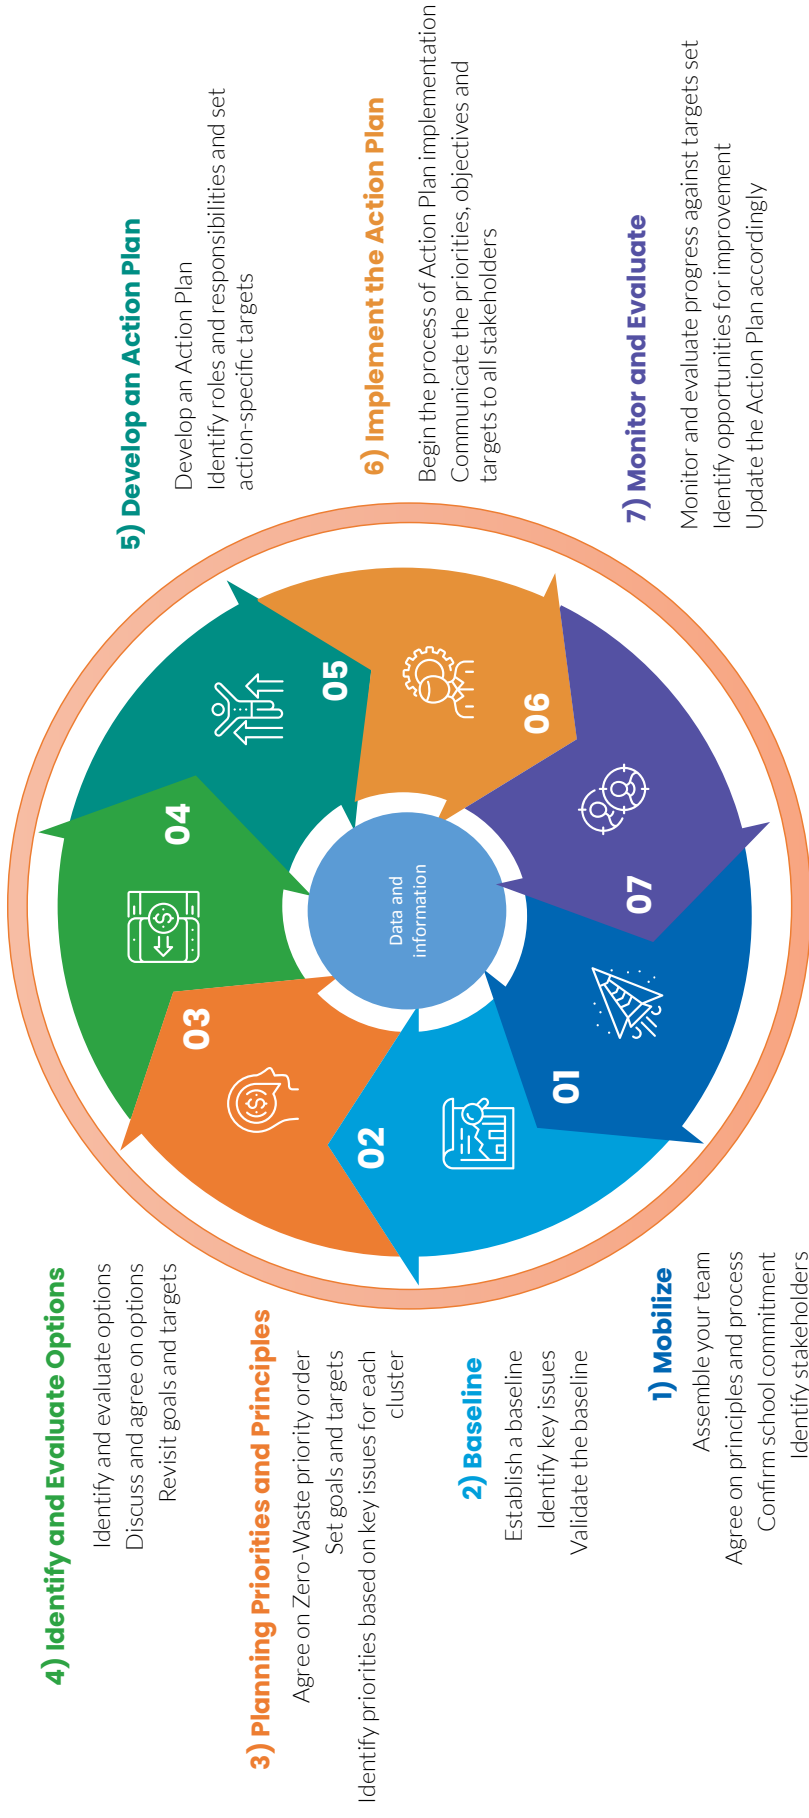 1) Mobilize
Assemble your team
Agree on principles and process
Confirm school commitment
Identify stakeholders
2) Baseline
Establish a baseline
Identify key issues
Validate the baseline
3) Planning Priorities and Principles
Agree on Zero-Waste priority order
Set goals and targets
Identify priorities based on key issues for each
cluster
4) Identify and Evaluate Options
Identify and evaluate options
Discuss and agree on options
Revisit goals and targets
5) Develop an Action Plan
Develop an Action Plan
Identify roles and responsibilities and set
action-specific targets
6) Implement the Action Plan
Begin the process of Action Plan implementation
Communicate the priorities, objectives and
targets to all stakeholders
7) Monitor and Evaluate
Monitor and evaluate progress against targets set
Identify opportunities for improvement
Update the Action Plan accordingly
01
02
03
04
05
06
07
Data and
information